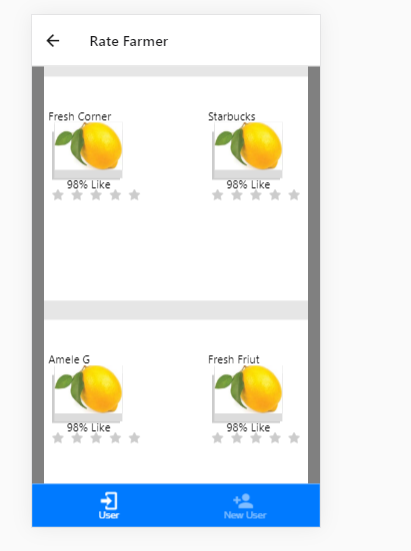 Rate Farmer
Fresh Corner
Starbucks
98% Like
98% Like
Amele G
Fresh Friut
98% Like
98% Like
User
New User